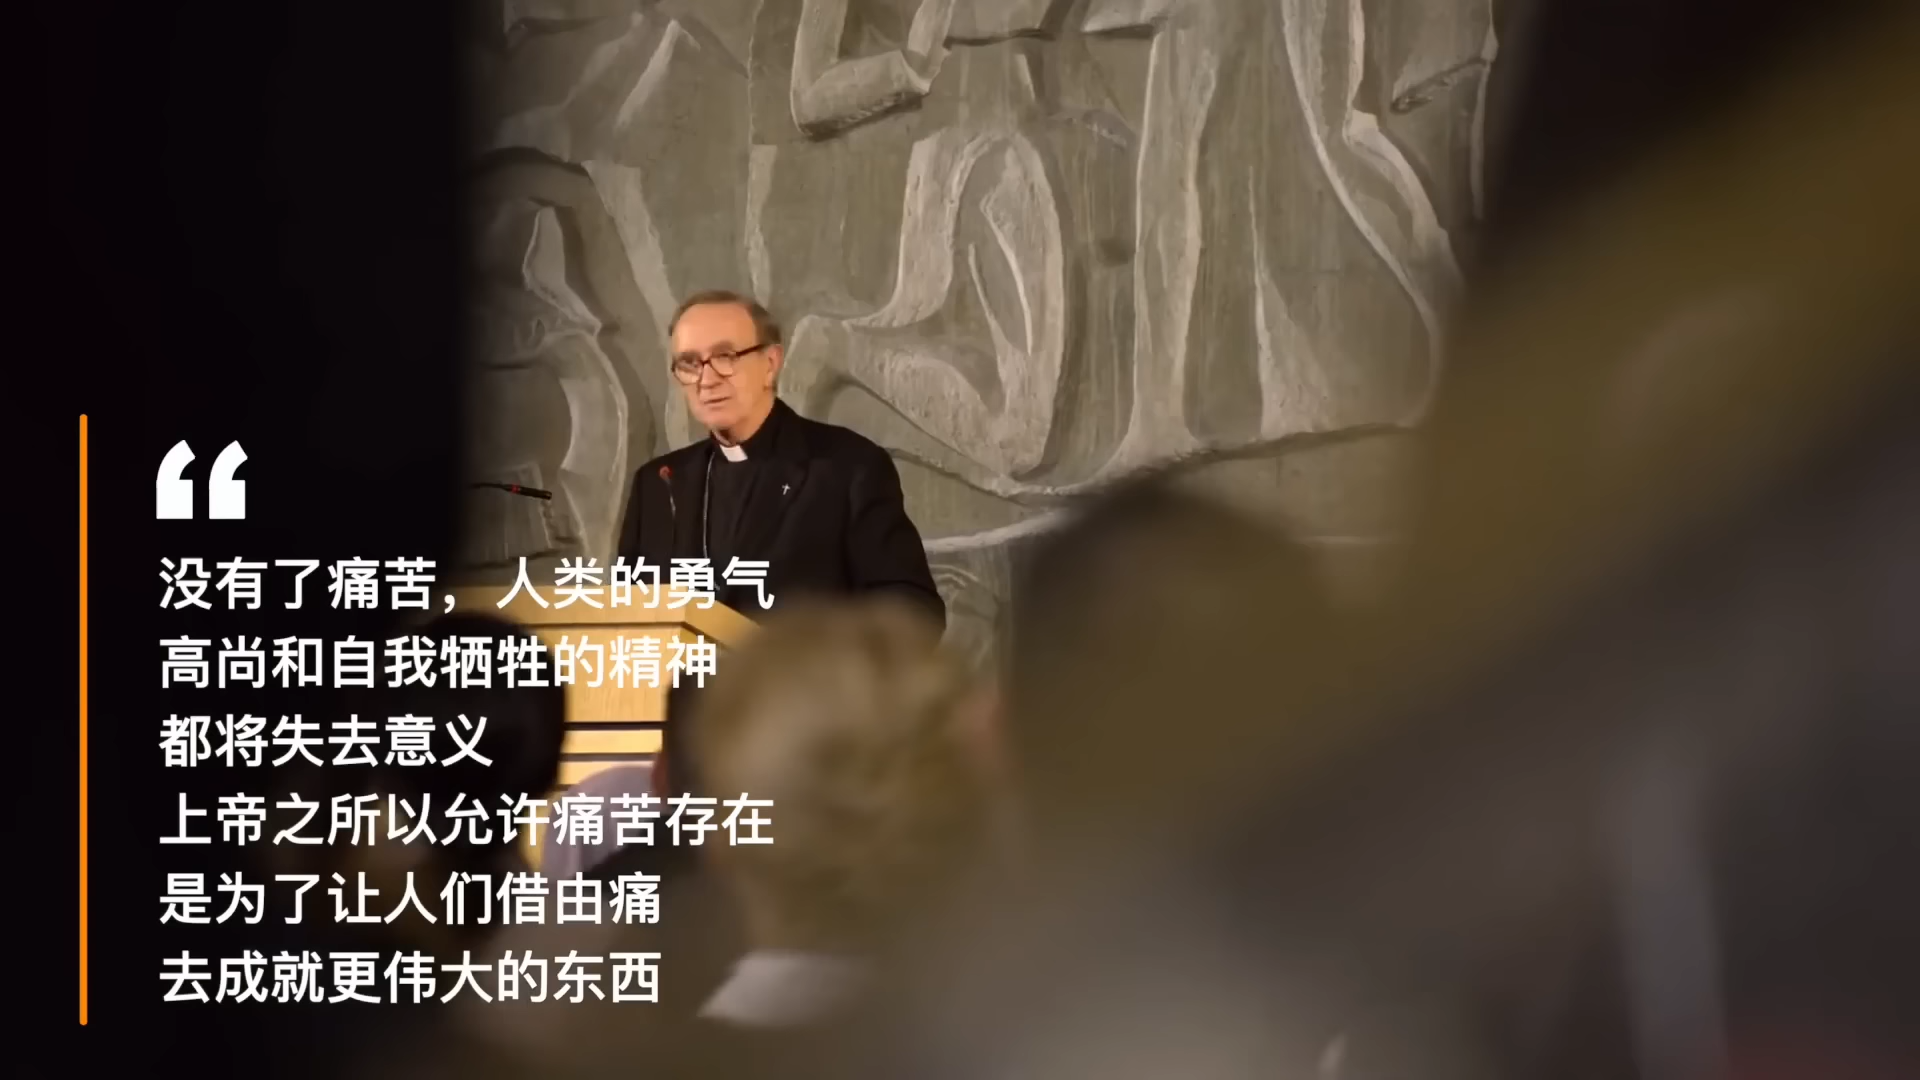 “
没有了痛苦，人类的勇气
高尚和自我牺牲的精神
都将失去意义
上帝之所以允许痛苦存在
是为了让人们借由痛
去成就更伟大的东西